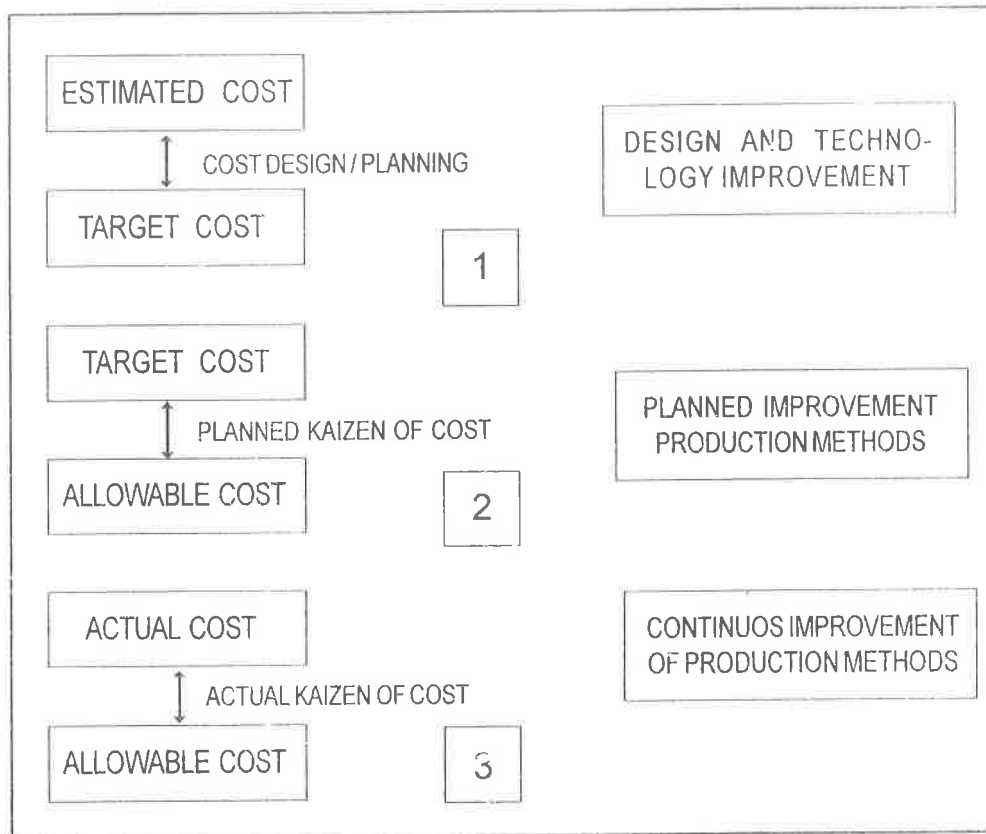 ESTIMATED COST
COST DESIGN / PLANNING
TARGET COST
1
DESIGN AND TECHNO-
LOGY IMPROVEMENT
TARGET COST
PLANNED KAIZEN OF COST
ALLOWABLE COST
2
PLANNED IMPROVEMENT
PRODUCTION METHODS
ACTUAL COST
ACTUAL KAIZEN OF COST
ALLOWABLE COST
3
CONTINUOS IMPROVEMENT
OF PRODUCTION METHODS